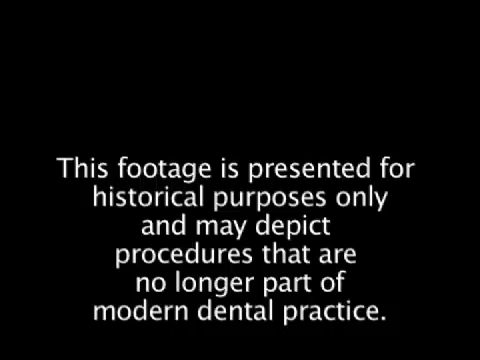 This footage is presented for
historical purposes only
and may depict
procedures that are
no longer part of
modern dental practice.